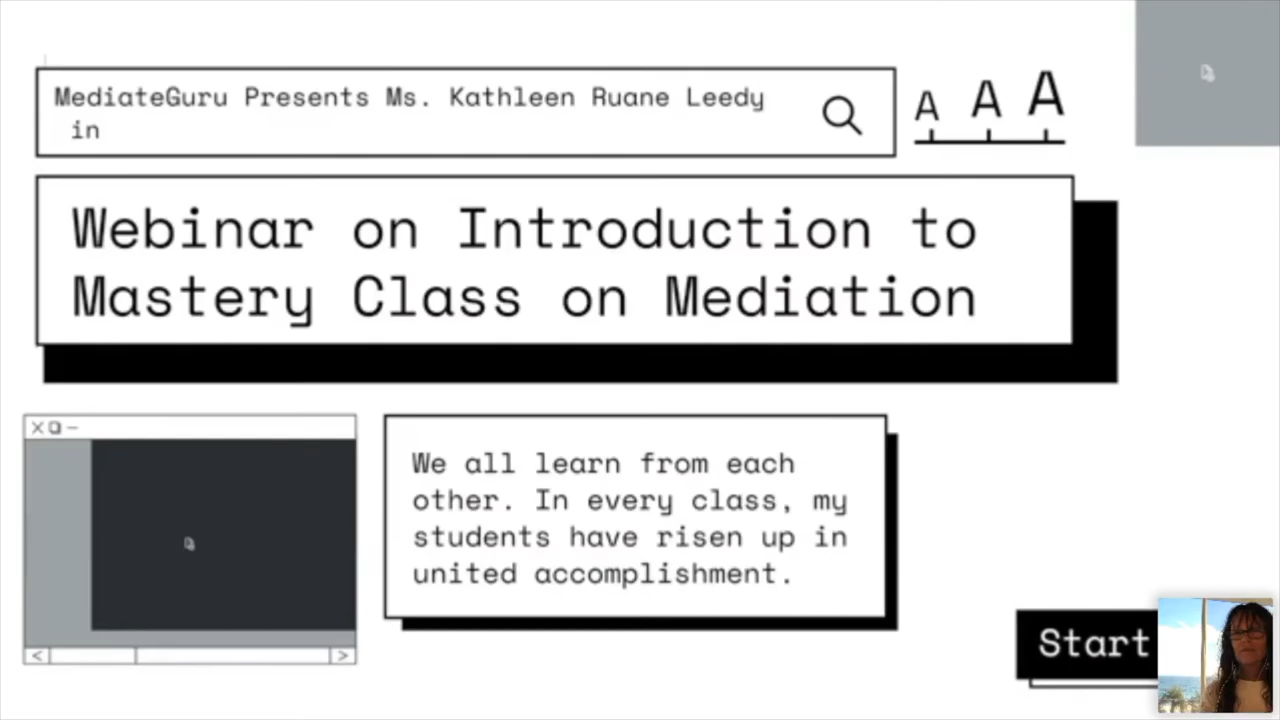 MediateGuru Presents Ms. Kathleen Ruane Leedy
in
A A A
Webinar on Introduction to
Mastery Class on Mediation
We all learn from each
other. In every class, my
students have risen up in
united accomplishment.
Start